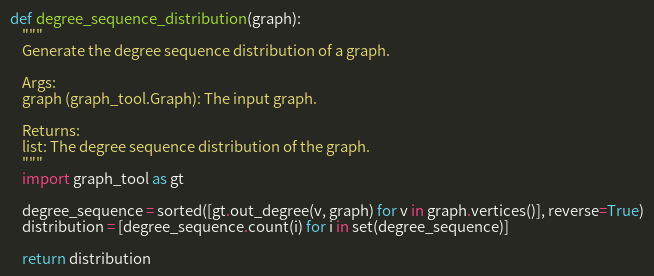 def degree_sequence_distribution(graph):
"""
Generate the degree sequence distribution of a graph.
Args:
graph (graph_tool.Graph): The input graph.
Returns:
list: The degree sequence distribution of the graph.
"""
import graph_tool as gt
degree_sequence = sorted([gt.out_degree(v, graph) for v in graph.vertices()], reverse=True)
distribution = [degree_sequence.count(i) for i in set(degree_sequence)]
return distribution